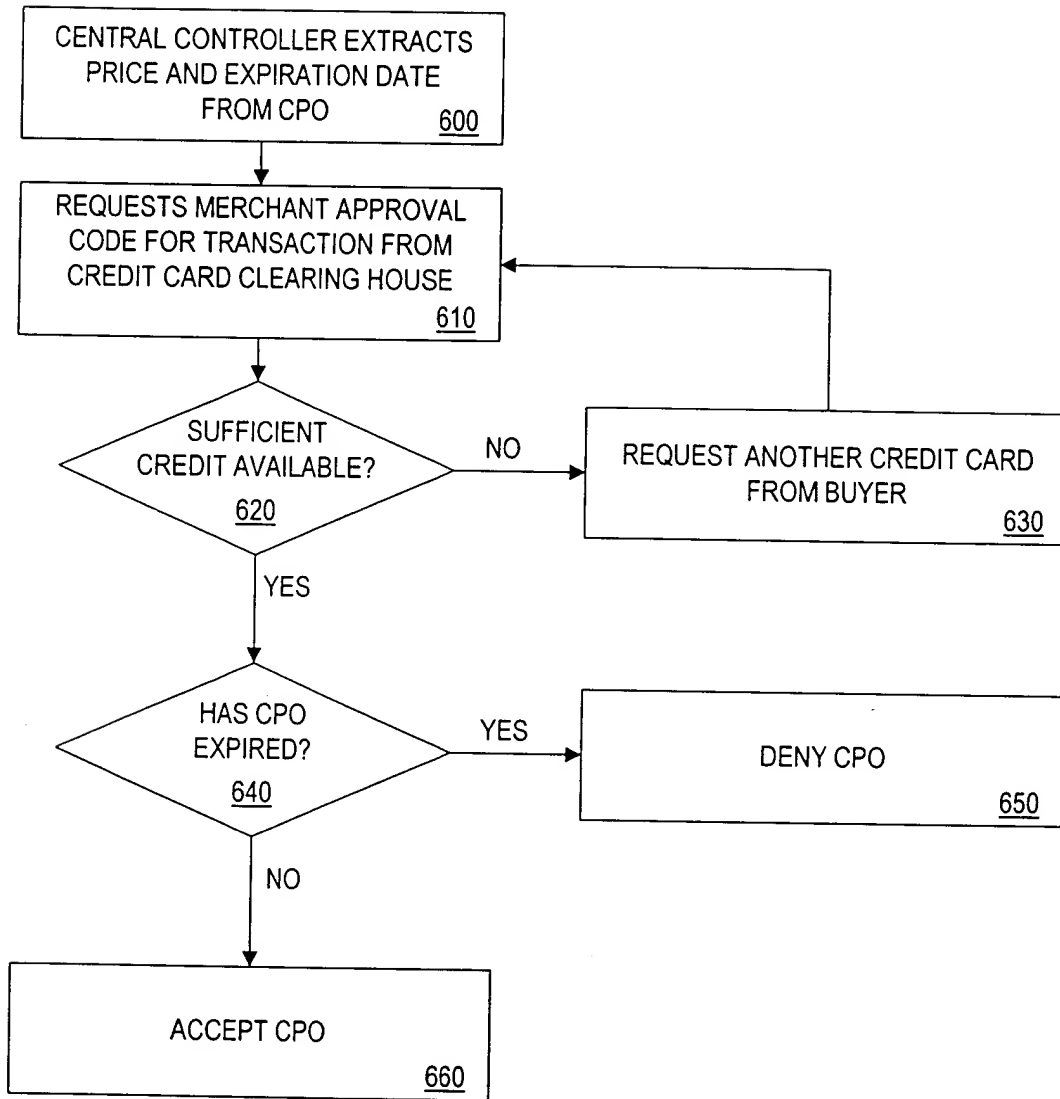 CENTRAL CONTROLLER EXTRACTS
PRICE AND EXPIRATION DATE
FROM CPO
600
REQUESTS MERCHANT APPROVAL
CODE FOR TRANSACTION FROM
CREDIT CARD CLEARING HOUSE
610
SUFFICIENT
CREDIT AVAILABLE?
620
NO
REQUEST ANOTHER CREDIT CARD
FROM BUYER
630
YES
HAS CPO
EXPIRED?
640
YES
DENY CPO
650
NO
ACCEPT CPO
660